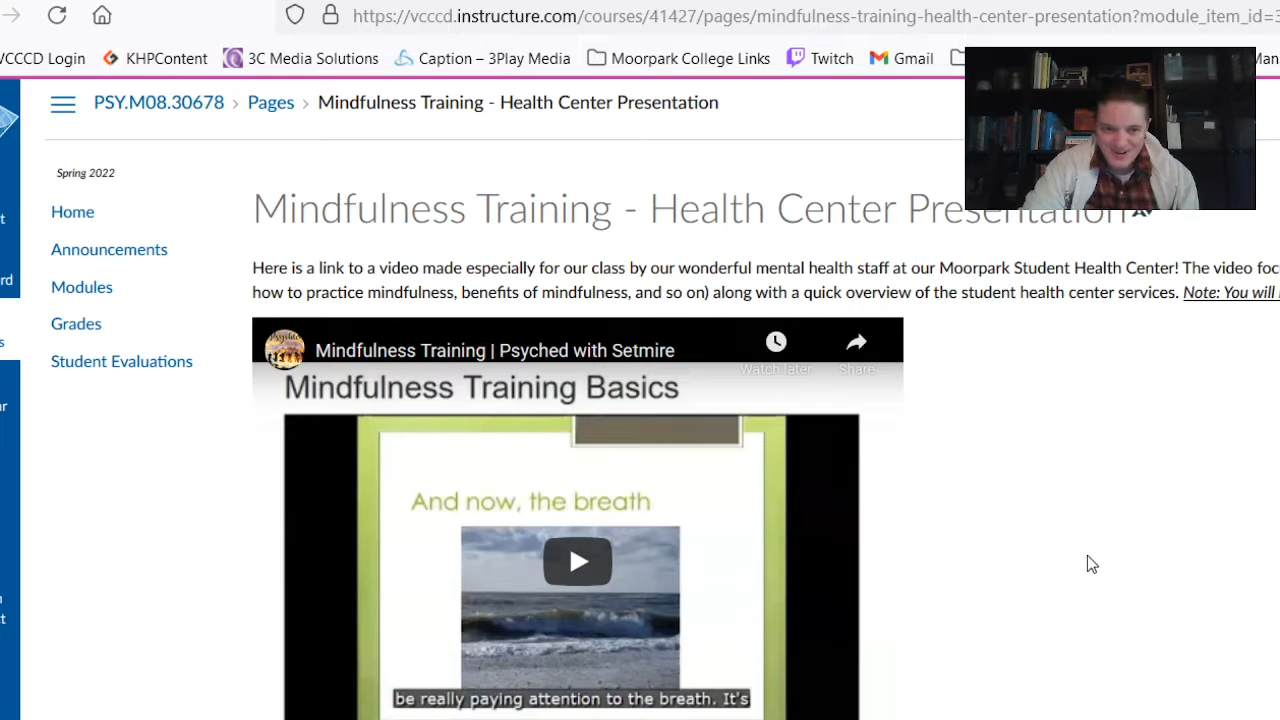 https://vcccd.instructure.com/courses/41427/pages/mindfulness-training-health-center-presentation?module_item_id=3
VCCCD Login KHPContent 3C Media Solutions Caption – 3Play Media Moorpark College Links Twitch Gmail
PSY.M08.30678 › Pages › Mindfulness Training - Health Center Presentation
Spring 2022
Home
Announcements
Modules
Grades
Student Evaluations
Mindfulness Training - Health Center Presentation
Here is a link to a video made especially for our class by our wonderful mental health staff at our Moorpark Student Health Center! The video foc
how to practice mindfulness, benefits of mindfulness, and so on) along with a quick overview of the student health center services. Note: You will
Mindfulness Training | Psyched with Setmire
Watch later
Share
Mindfulness Training Basics
And now, the breath
be really paying attention to the breath. It's